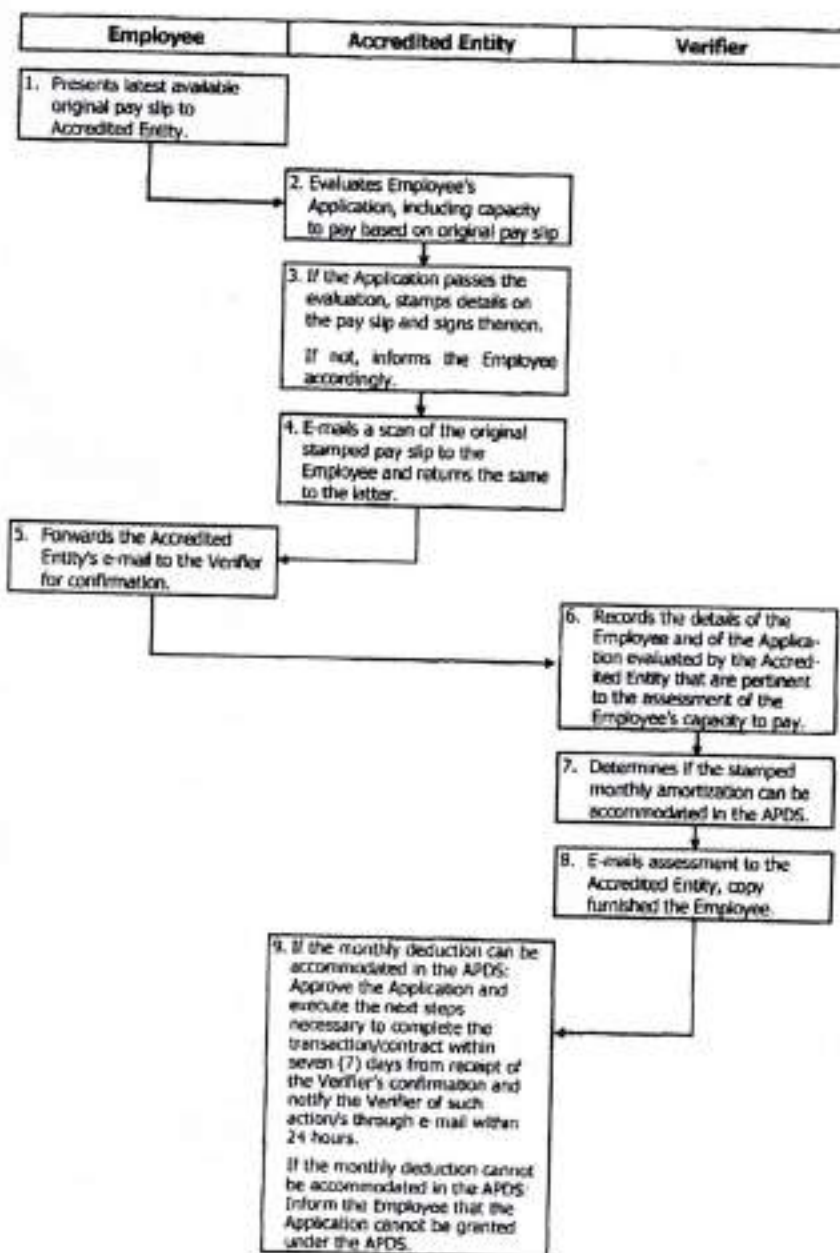 Employee
Accredited Entity
Verifier
1. Presents latest available
original pay slip to
Accredited Entity.
2. Evaluates Employee's
Application, including capacity
to pay based on original pay slip
3. If the Application passes the
evaluation, stamps details on
the pay slip and signs thereon.
If not, informs the Employee
accordingly.
4. E-mails a scan of the original
stamped pay slip to the
Employee and returns the same
to the latter.
5. Forwards the Accredited
Entity's e-mail to the Verifier
for confirmation.
6. Records the details of the
Employee and of the Applica-
tion evaluated by the Accred-
ited Entity that are pertinent
to the assessment of the
Employee's capacity to pay.
7. Determines if the stamped
monthly amortization can be
accommodated in the APDS.
8. E-mails assessment to the
Accredited Entity, copy
furnished the Employee.
9. If the monthly deduction can be
accommodated in the APDS:
Approve the Application and
execute the next steps
necessary to complete the
transaction/contract within
seven (7) days from receipt of
the Verifier's confirmation and
notify the Verifier of such
action/s through e-mail within
24 hours.
If the monthly deduction cannot
be accommodated in the APDS:
Inform the Employee that the
Application cannot be granted
under the APDS.